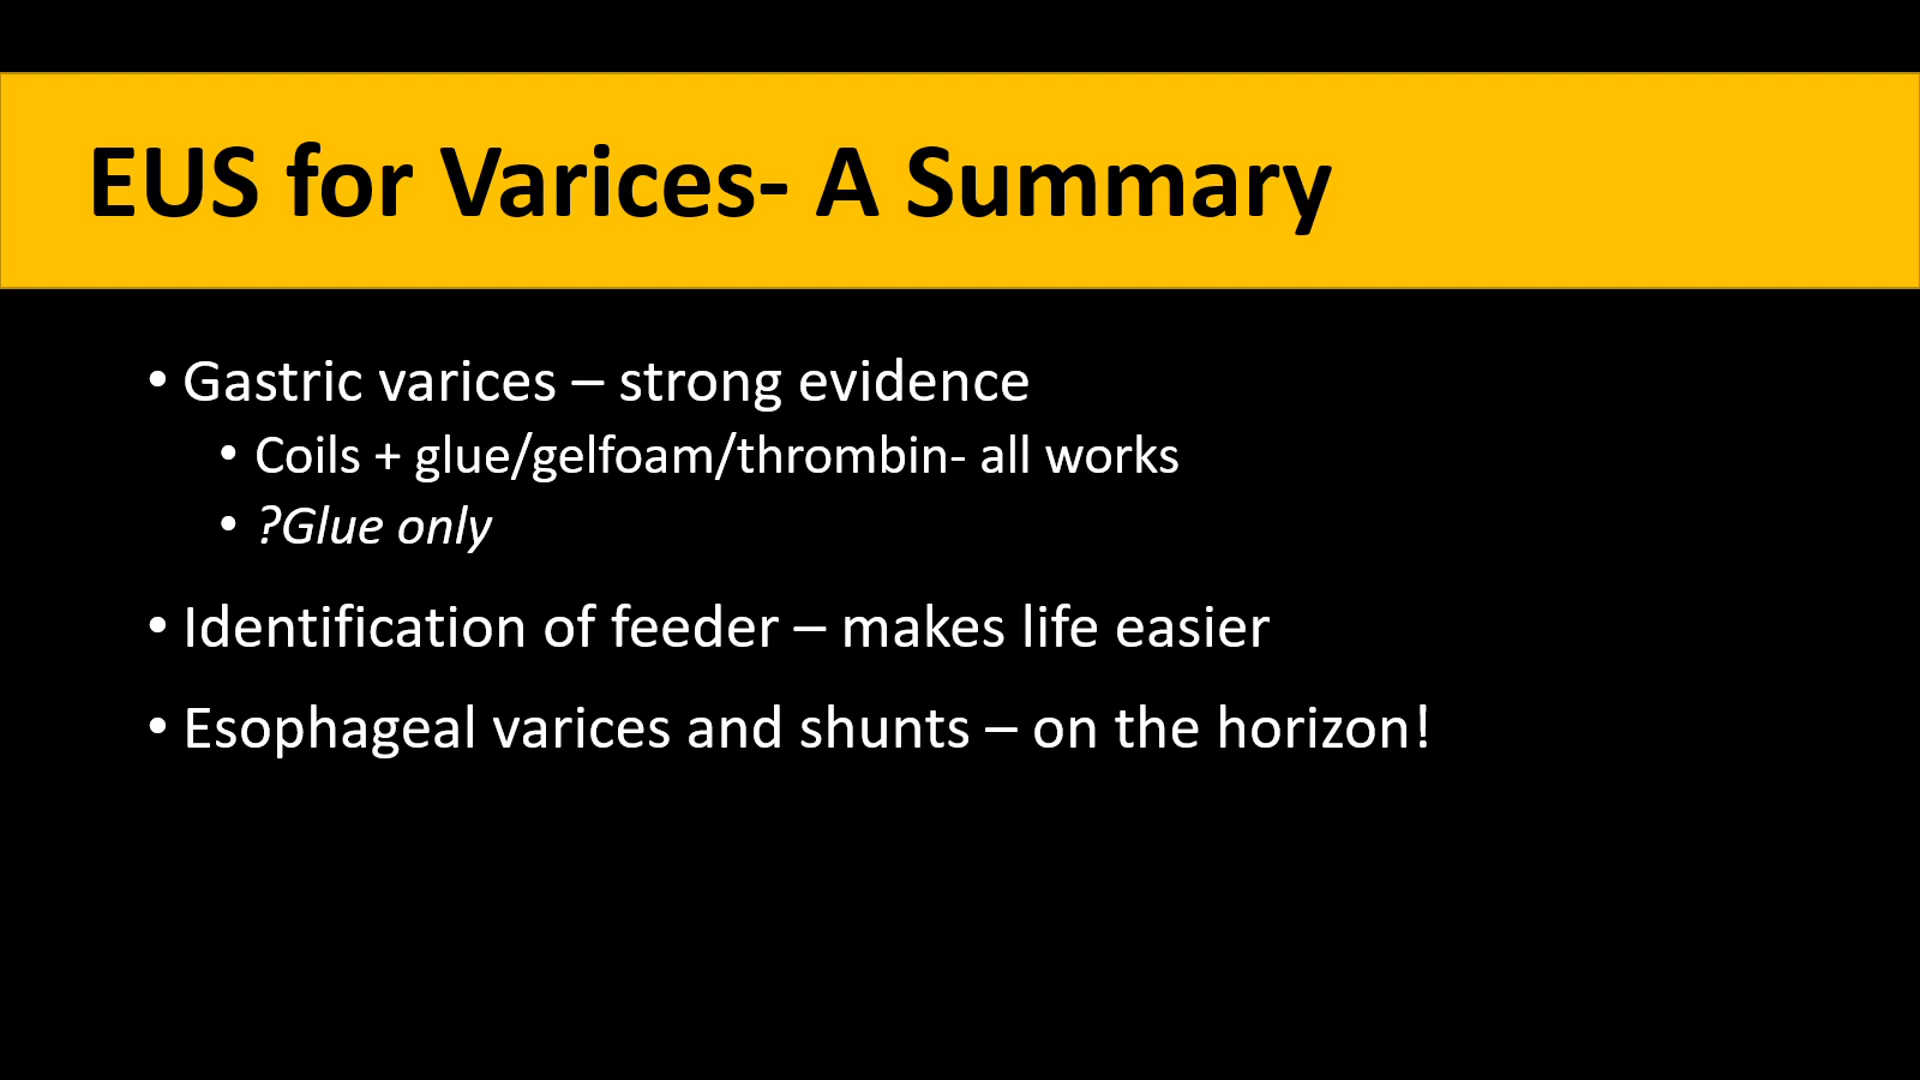 EUS for Varices- A Summary
• Gastric varices – strong evidence
• Coils + glue/gelfoam/thrombin- all works
• ?Glue only
• Identification of feeder – makes life easier
• Esophageal varices and shunts – on the horizon!